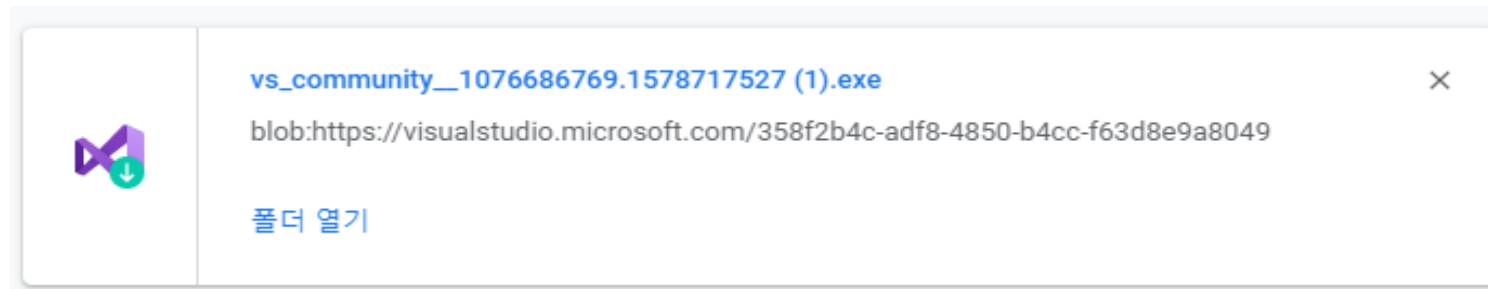 vs_community__1076686769.1578717527 (1).exe
blob:https://visualstudio.microsoft.com/358f2b4c-adf8-4850-b4cc-f63d8e9a8049
폴더 열기